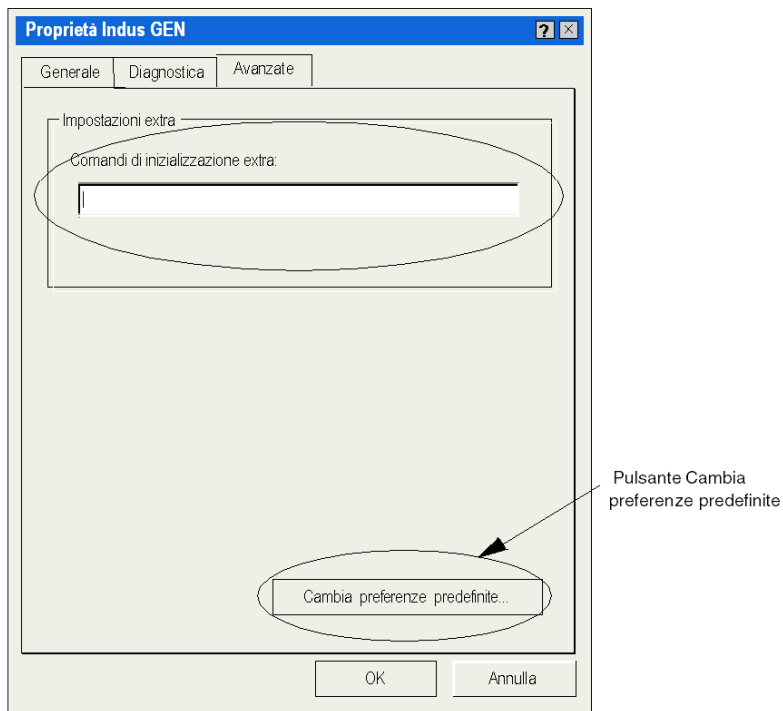 Proprietà Indus GEN
Generale Diagnostica Avanzate
Impostazioni extra
Comandi di inizializzazione extra:
Pulsante Cambia
preferenze predefinite
Cambia preferenze predefinite...
OK Annulla